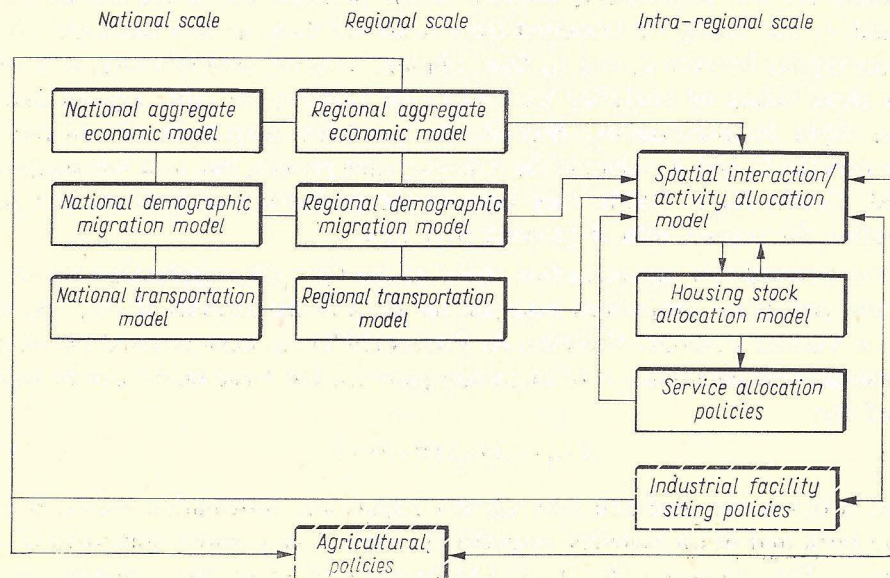 National scale
Regional scale
Intra-regional scale
National aggregate
economic model
Regional aggregate
economic model
Spatial interaction/
activity allocation
model
National demographic
migration model
Regional demographic
migration model
National transportation
model
Regional transportation
model
Housing stock
allocation model
Service allocation
policies
Industrial facility
siting policies
Agricultural
policies